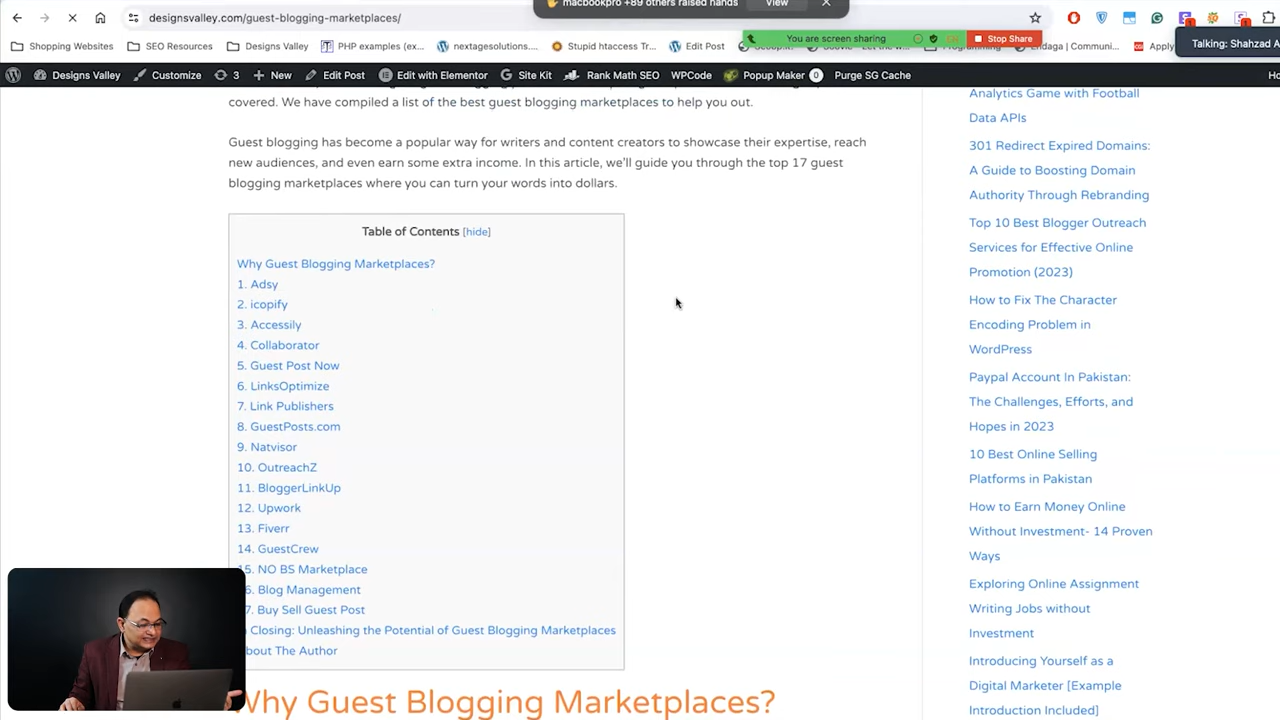 macbookpro +89 others raised hands View
designsvalley.com/guest-blogging-marketplaces/
You are screen sharing Stop Share
Talking: Shahzad A
Shopping Websites SEO Resources Designs Valley PHP examples (ex... nextagesolutions.... Stupid htaccess Tr... Edit Post Endaga | Communi... Apply
Designs Valley Customize 3 New Edit Post Edit with Elementor Site Kit Rank Math SEO WPCode Popup Maker 0 Purge SG Cache
covered. We have compiled a list of the best guest blogging marketplaces to help you out.
Guest blogging has become a popular way for writers and content creators to showcase their expertise, reach
new audiences, and even earn some extra income. In this article, we'll guide you through the top 17 guest
blogging marketplaces where you can turn your words into dollars.
Table of Contents [hide]
Why Guest Blogging Marketplaces?
1. Adsy
2. icopify
3. Accessily
4. Collaborator
5. Guest Post Now
6. LinksOptimize
7. Link Publishers
8. GuestPosts.com
9. Natvisor
10. OutreachZ
11. BloggerLinkUp
12. Upwork
13. Fiverr
14. GuestCrew
15. NO BS Marketplace
6. Blog Management
7. Buy Sell Guest Post
Closing: Unleashing the Potential of Guest Blogging Marketplaces
bout The Author
Why Guest Blogging Marketplaces?
Analytics Game with Football
Data APIs
301 Redirect Expired Domains:
A Guide to Boosting Domain
Authority Through Rebranding
Top 10 Best Blogger Outreach
Services for Effective Online
Promotion (2023)
How to Fix The Character
Encoding Problem in
WordPress
Paypal Account In Pakistan:
The Challenges, Efforts, and
Hopes in 2023
10 Best Online Selling
Platforms in Pakistan
How to Earn Money Online
Without Investment- 14 Proven
Ways
Exploring Online Assignment
Writing Jobs without
Investment
Introducing Yourself as a
Digital Marketer [Example
Introduction Included]